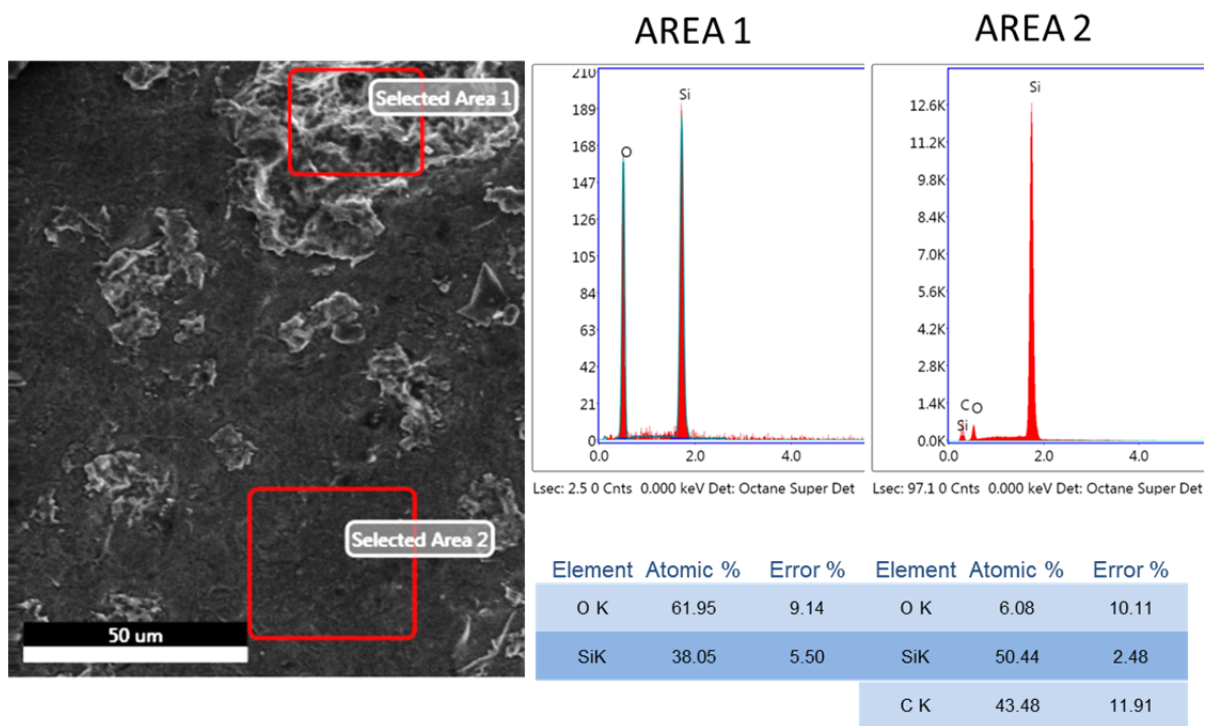 AREA 1
AREA 2
Selected Area 1
Selected Area 2
50 um
210
189
168
147
126
105
84
63
42
21
0
O
Si
0.0 2.0 4.0
Lsec: 2.5 0 Cnts 0.000 keV Det: Octane Super Det
12.6K
11.2K
9.8K
8.4K
7.0K
5.6K
4.2K
2.8K
1.4K
0.0K
Si
C O
Si
0.0 2.0 4.0
Lsec: 97.1 0 Cnts 0.000 keV Det: Octane Super Det
Element Atomic % Error % Element Atomic % Error %
O K 61.95 9.14 O K 6.08 10.11
SiK 38.05 5.50 SiK 50.44 2.48
C K 43.48 11.91